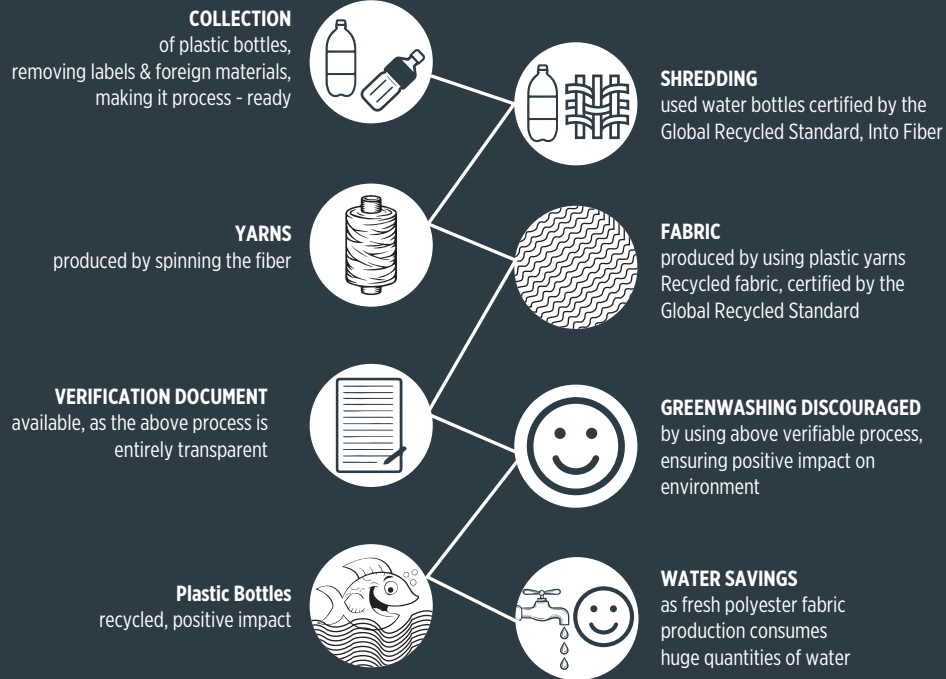 COLLECTION
of plastic bottles,
removing labels & foreign materials,
making it process - ready
SHREDDING
used water bottles certified by the
Global Recycled Standard, Into Fiber
YARNS
produced by spinning the fiber
FABRIC
produced by using plastic yarns
Recycled fabric, certified by the
Global Recycled Standard
VERIFICATION DOCUMENT
available, as the above process is
entirely transparent
GREENWASHING DISCOURAGED
by using above verifiable process,
ensuring positive impact on
environment
Plastic Bottles
recycled, positive impact
WATER SAVINGS
as fresh polyester fabric
production consumes
huge quantities of water